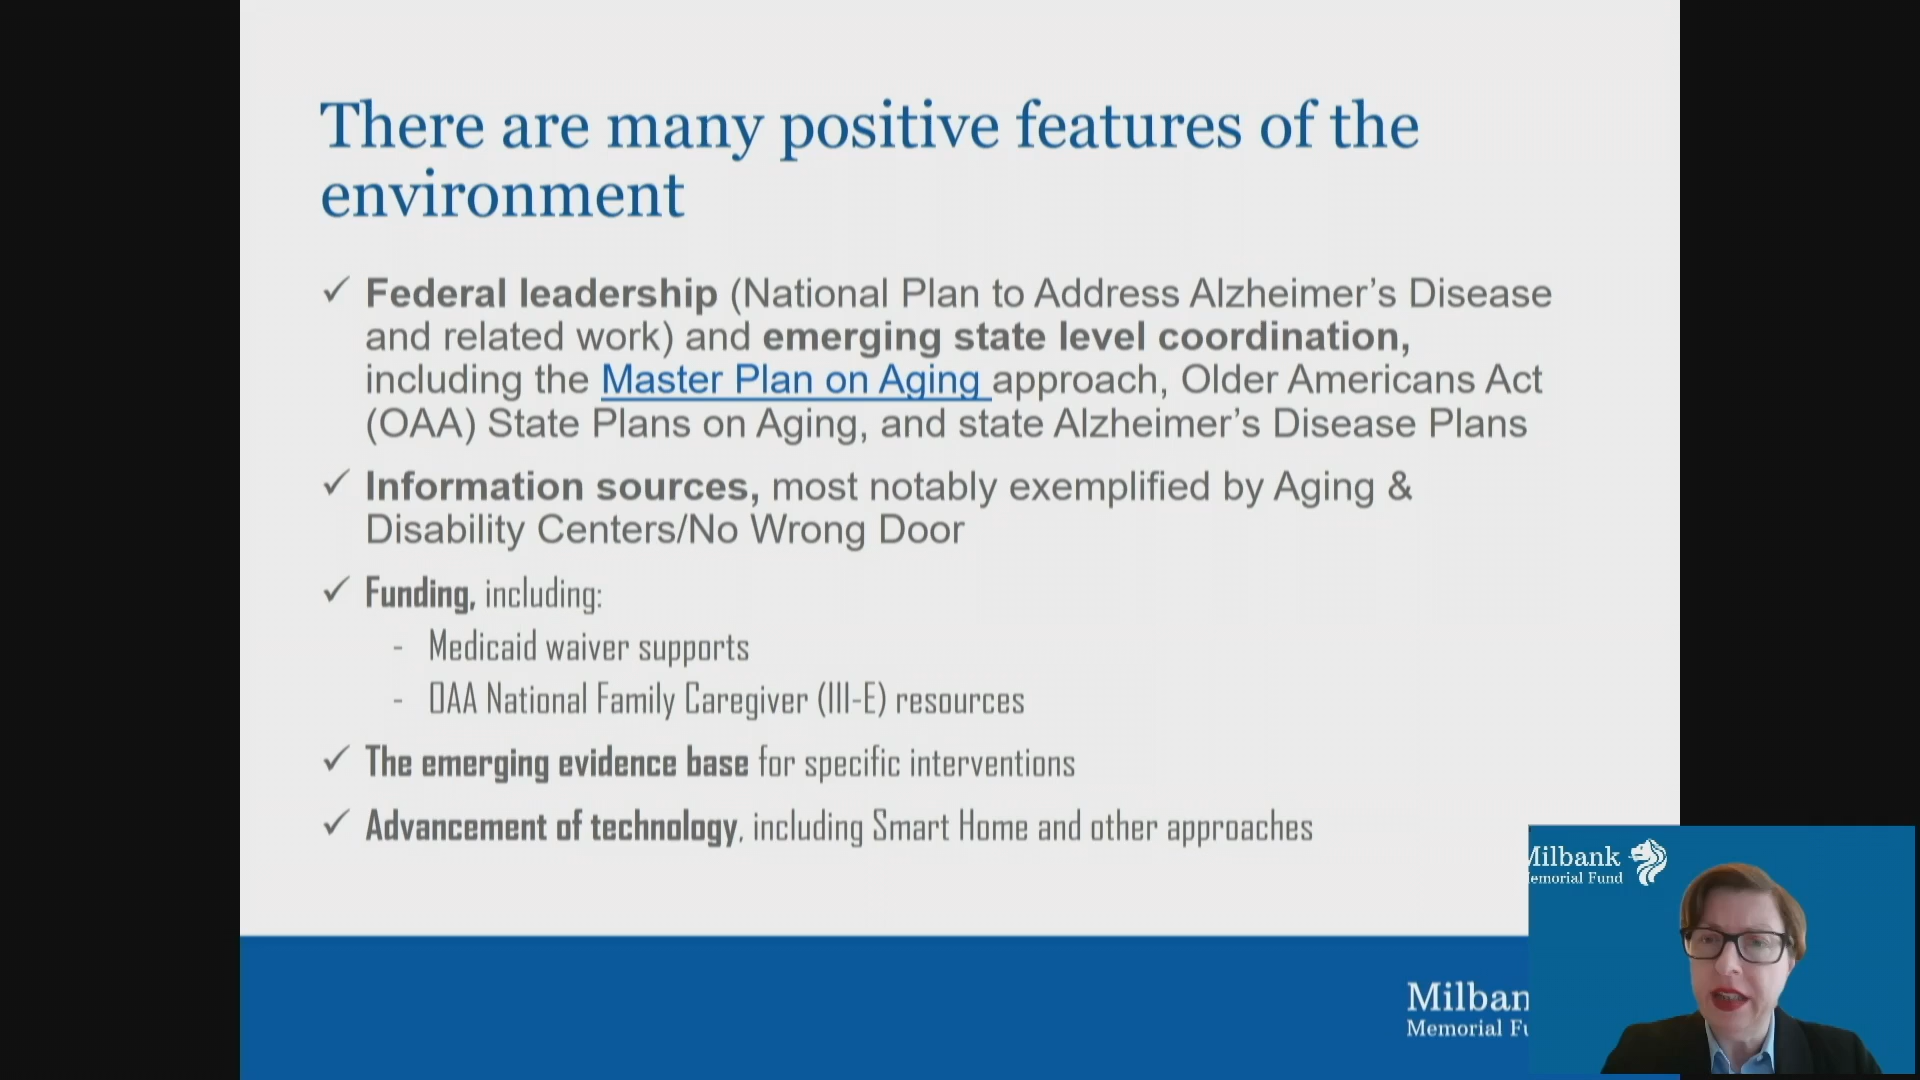 There are many positive features of the
environment
✓ Federal leadership (National Plan to Address Alzheimer’s Disease
and related work) and emerging state level coordination,
including the Master Plan on Aging approach, Older Americans Act
(OAA) State Plans on Aging, and state Alzheimer’s Disease Plans
✓ Information sources, most notably exemplified by Aging &
Disability Centers/No Wrong Door
✓ Funding, including:
- Medicaid waiver supports
- OAA National Family Caregiver (III-E) resources
✓ The emerging evidence base for specific interventions
✓ Advancement of technology, including Smart Home and other approaches
Milbank
emorial Fund
Milban
Memorial Fu